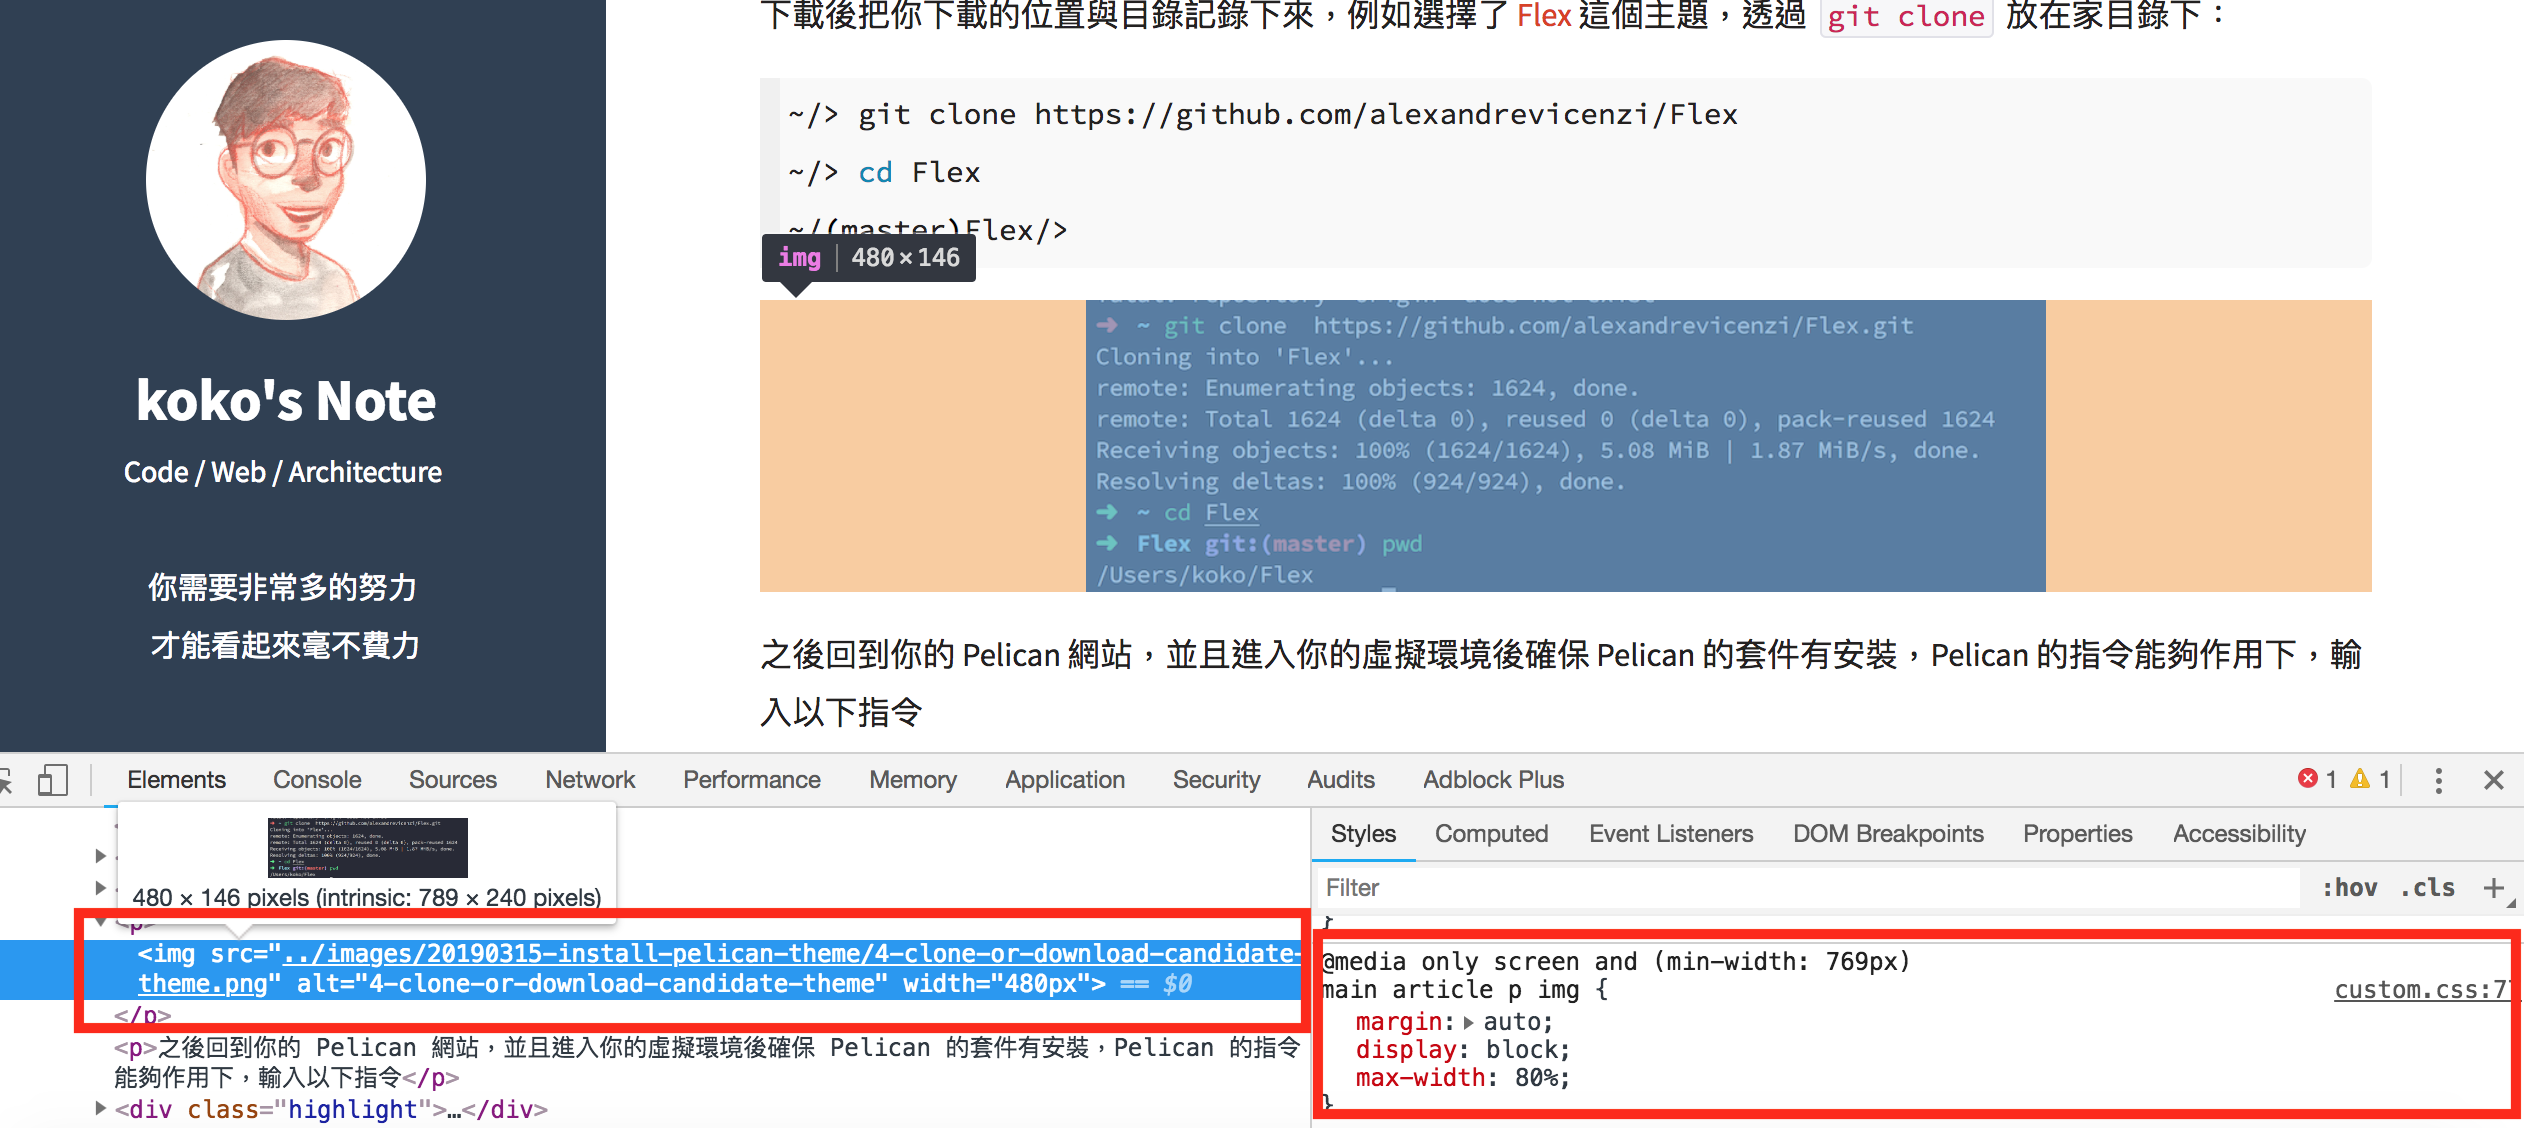 下載後把你下載的位置與目錄記錄下來，例如選擇了 Flex 這個主題，透過 git clone 放在家目錄下：
~/> git clone https://github.com/alexandrevicenzi/Flex
~/> cd Flex
~/(master)Flex/>
img 480×146
➜ ~ git clone https://github.com/alexandrevicenzi/Flex.git
Cloning into 'Flex'...
remote: Enumerating objects: 1624, done.
remote: Total 1624 (delta 0), reused 0 (delta 0), pack-reused 1624
Receiving objects: 100% (1624/1624), 5.08 MiB | 1.87 MiB/s, done.
Resolving deltas: 100% (924/924), done.
➜ ~ cd Flex
➜ Flex git:(master) pwd
/Users/koko/Flex
koko's Note
Code / Web / Architecture
你需要非常多的努力
才能看起來毫不費力
之後回到你的 Pelican 網站，並且進入你的虛擬環境後確保 Pelican 的套件有安裝，Pelican 的指令能夠作用下，輸
入以下指令
Elements Console Sources Network Performance Memory Application Security Audits Adblock Plus 1 1
480 × 146 pixels (intrinsic: 789 × 240 pixels)
<p>
<img src="../images/20190315-install-pelican-theme/4-clone-or-download-candidate-
theme.png" alt="4-clone-or-download-candidate-theme" width="480px"> == $0
</p>
<p>之後回到你的 Pelican 網站，並且進入你的虛擬環境後確保 Pelican 的套件有安裝，Pelican 的指令
能夠作用下，輸入以下指令</p>
<div class="highlight">…</div>
Styles Computed Event Listeners DOM Breakpoints Properties Accessibility
Filter :hov .cls +
}
@media only screen and (min-width: 769px)
main article p img { custom.css:77
margin: auto;
display: block;
max-width: 80%;
}